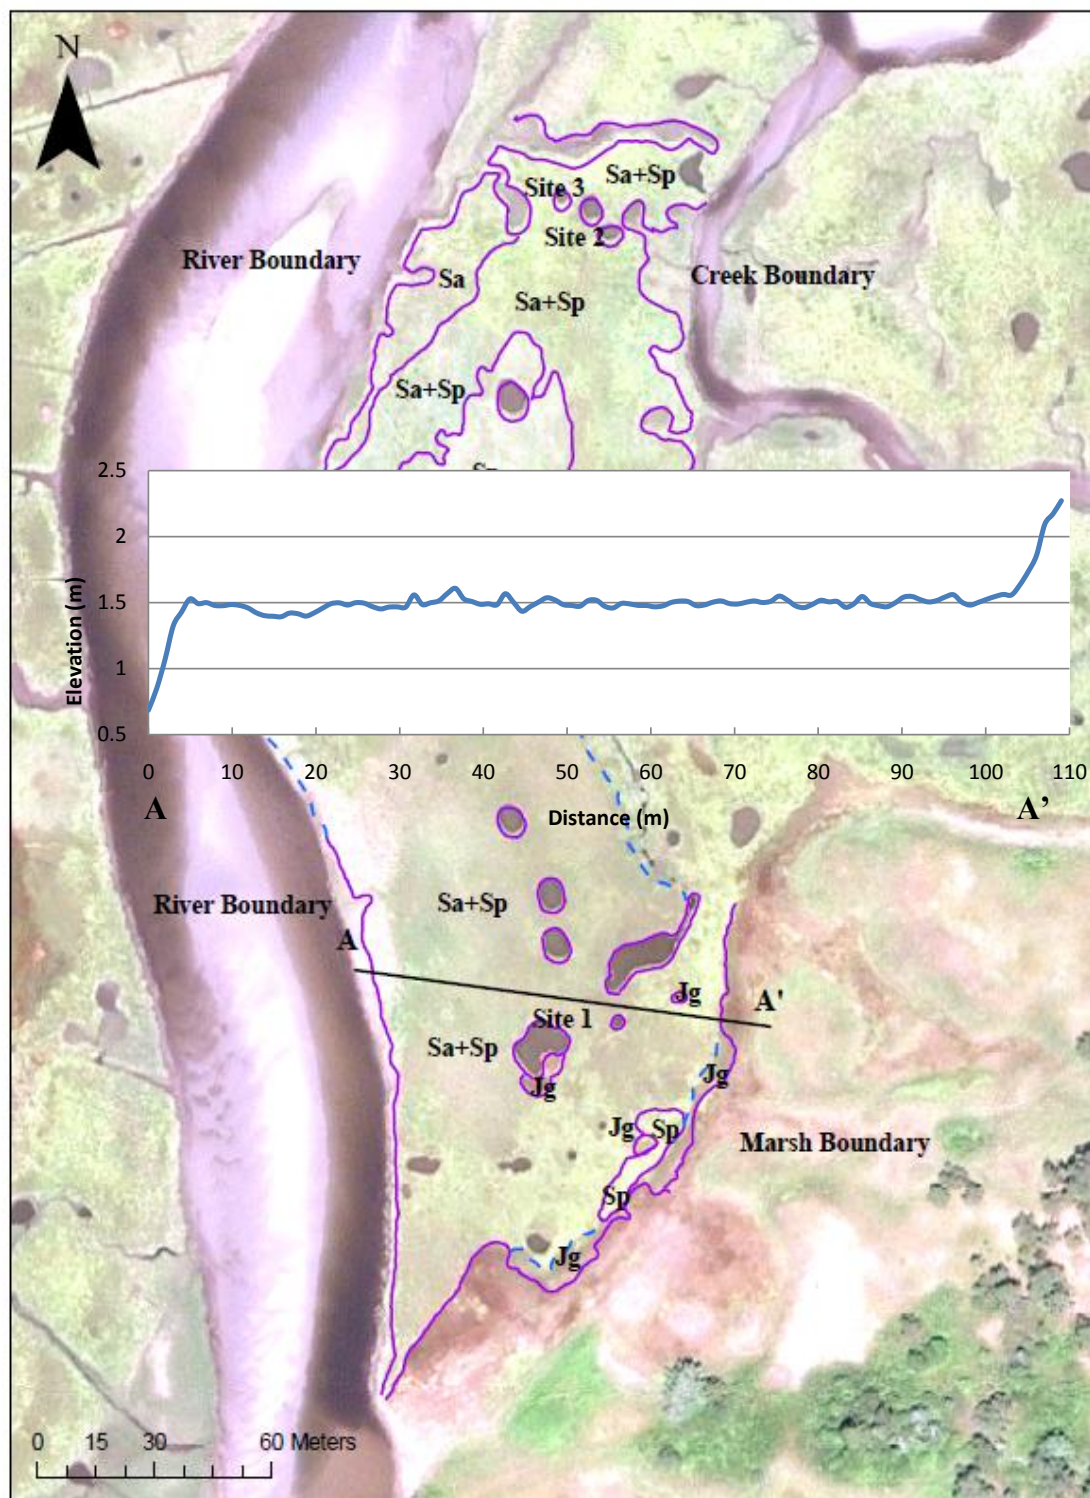 N
Site 3
Sa+Sp
Site 2
River Boundary
Sa
Creek Boundary
Sa+Sp
Sa+Sp
2.5
2
1.5
1
0.5
Elevation (m)
0 10 20 30 40 50 60 70 80 90 100 110
A Distance (m) A’
Sa+Sp
River Boundary
A
Jg
A'
Site 1
Sa+Sp
Jg
Jg
Jg
Sp
Marsh Boundary
Sp
Jg
0 15 30 60 Meters